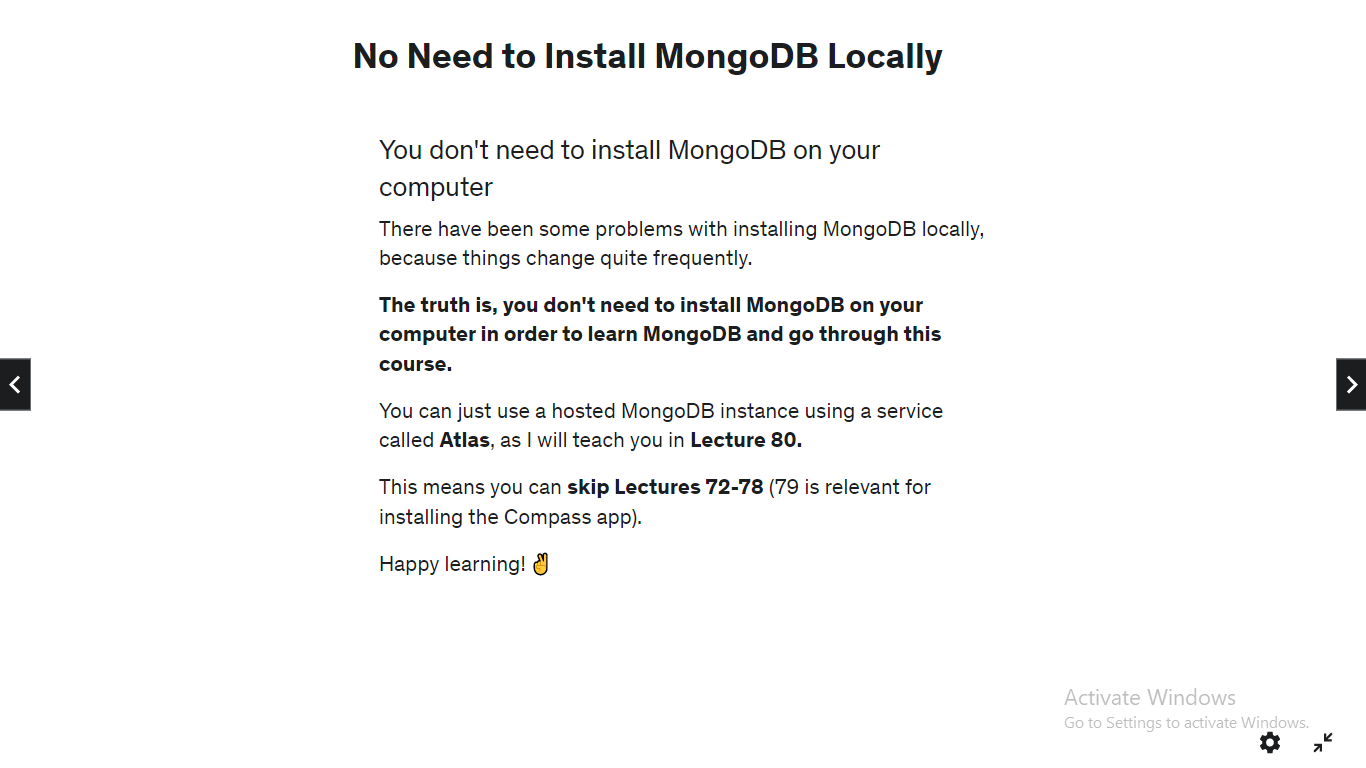 No Need to Install MongoDB Locally
You don't need to install MongoDB on your
computer
There have been some problems with installing MongoDB locally,
because things change quite frequently.
The truth is, you don't need to install MongoDB on your
computer in order to learn MongoDB and go through this
course.
You can just use a hosted MongoDB instance using a service
called Atlas, as I will teach you in Lecture 80.
This means you can skip Lectures 72-78 (79 is relevant for
installing the Compass app).
Happy learning! ✌️
Activate Windows
Go to Settings to activate Windows.